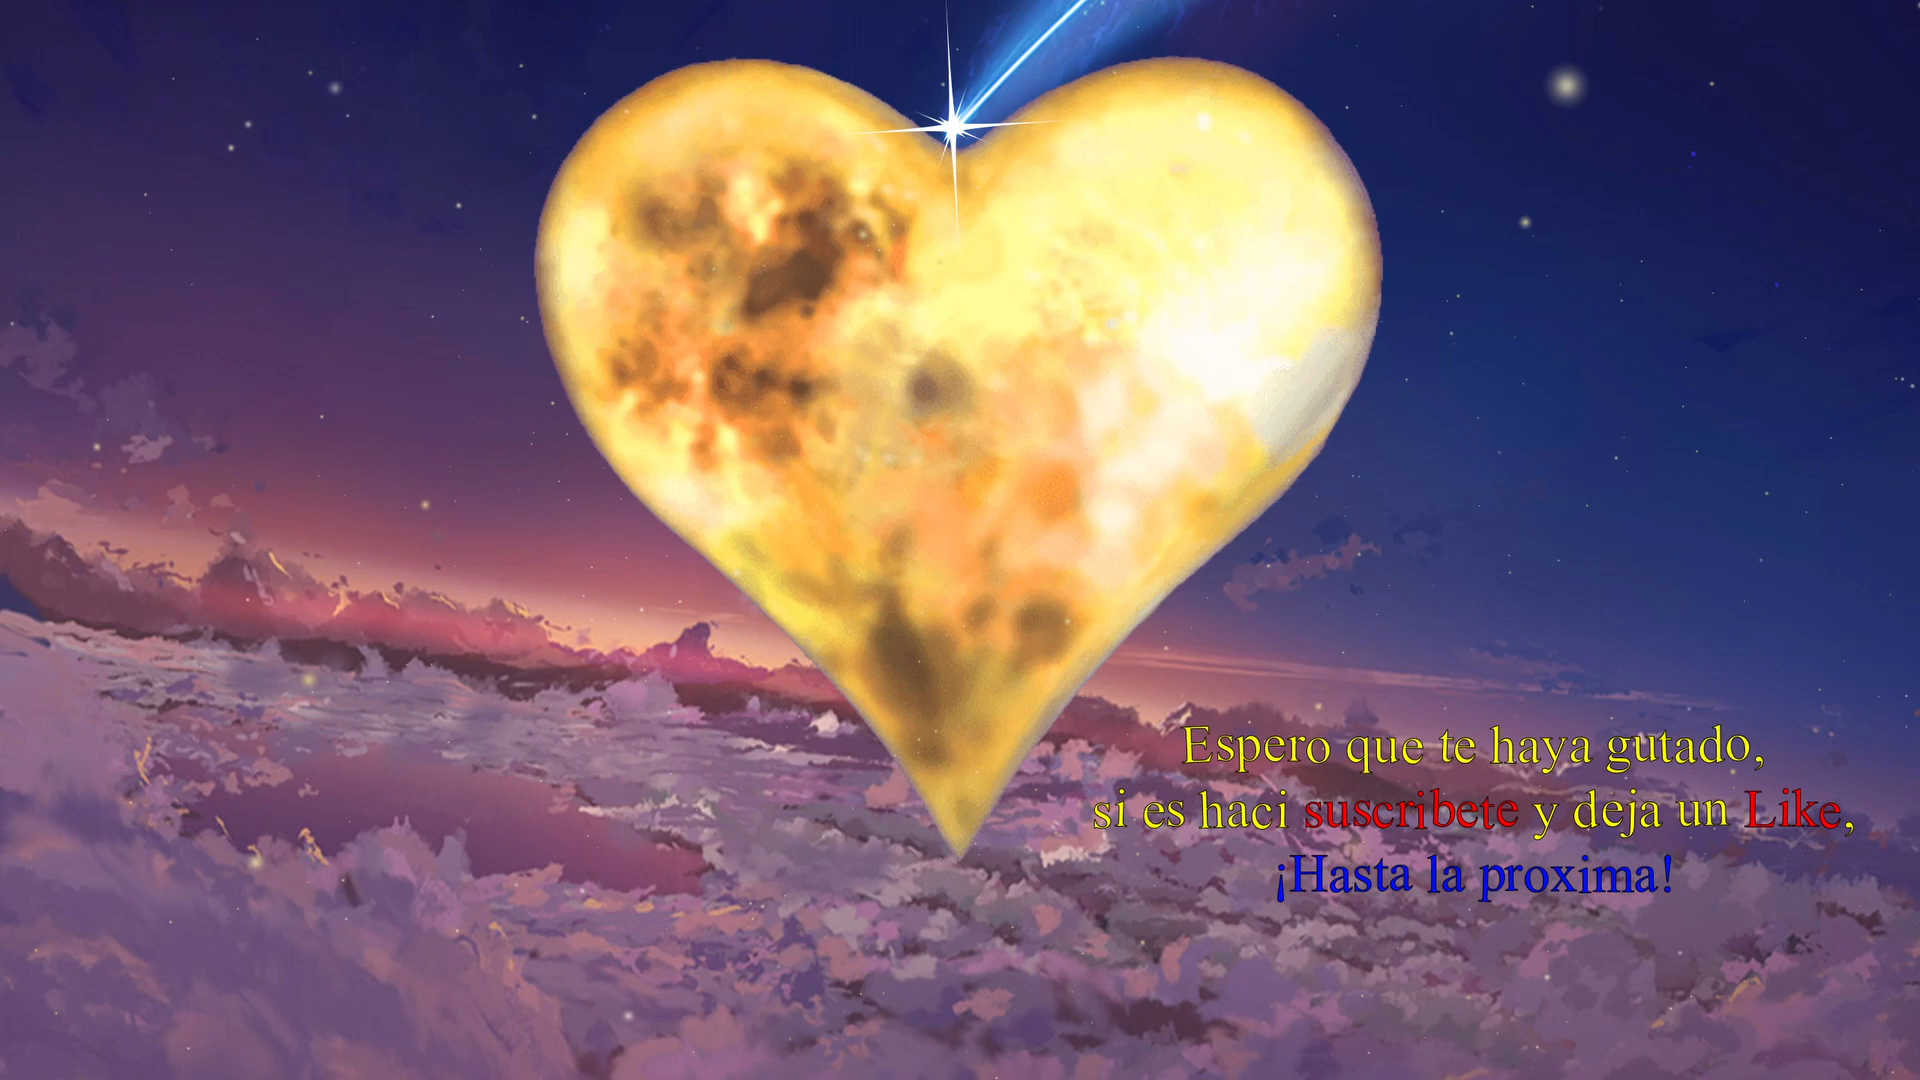 Espero que te haya gutado,
si es haci suscribete y deja un Like,
¡Hasta la proxima!